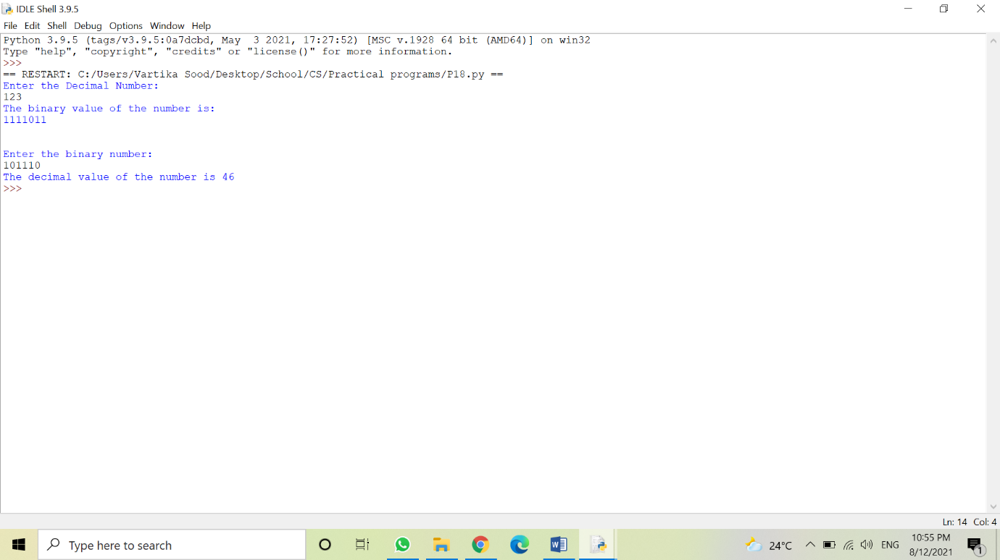 IDLE Shell 3.9.5
File Edit Shell Debug Options Window Help
Python 3.9.5 (tags/v3.9.5:0a7dcbd, May  3 2021, 17:27:52) [MSC v.1928 64 bit (AMD64)] on win32
Type "help", "copyright", "credits" or "license()" for more information.
>>>
== RESTART: C:/Users/Vartika Sood/Desktop/School/CS/Practical programs/P18.py ==
Enter the Decimal Number:
123
The binary value of the number is:
1111011
Enter the binary number:
101110
The decimal value of the number is 46
>>>
Ln: 14 Col: 4
Type here to search
24°C
ENG
10:55 PM
8/12/2021
1